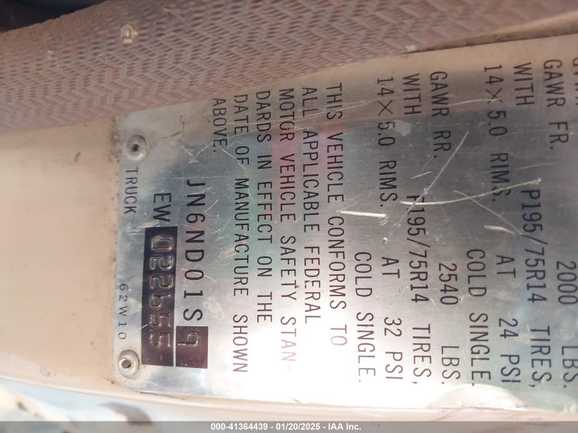 2000 LBS.
GAWR FR.
WITH P195/75R14 TIRES,
14×5.0 RIMS. AT 24 PSI
COLD SINGLE.
GAWR RR. 2540 LBS.
WITH P195/75R14 TIRES,
14×5.0 RIMS. AT 32 PSI
COLD SINGLE.
THIS VEHICLE CONFORMS TO
ALL APPLICABLE FEDERAL
MOTOR VEHICLE SAFETY STAN-
DARDS IN EFFECT ON THE
DATE OF MANUFACTURE SHOWN
ABOVE.
JN6ND01S9
EW022655
TRUCK 62W10
000-41364439 - 01/20/2025 - IAA Inc.